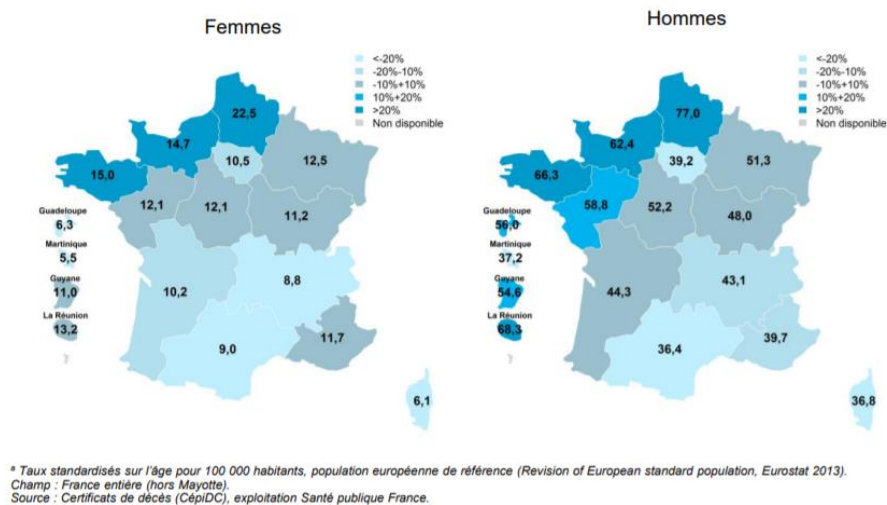 Femmes
<-20%
-20%-10%
-10%+10%
10%+20%
>20%
Non disponible
22,5
14,7
10,5
12,5
15,0
12,1
12,1
11,2
Guadeloupe
6,3
Martinique
5,5
Guyane
11,0
La Réunion
13,2
10,2
8,8
9,0
11,7
6,1
Hommes
<-20%
-20%-10%
-10%+10%
10%+20%
>20%
Non disponible
77,0
62,4
39,2
51,3
66,3
58,8
52,2
48,0
Guadeloupe
56,0
Martinique
37,2
Guyane
54,6
La Réunion
68,3
44,3
43,1
36,4
39,7
36,8
ª Taux standardisés sur l'âge pour 100 000 habitants, population européenne de référence (Revision of European standard population, Eurostat 2013).
Champ : France entière (hors Mayotte).
Source : Certificats de décès (CépiDC), exploitation Santé publique France.